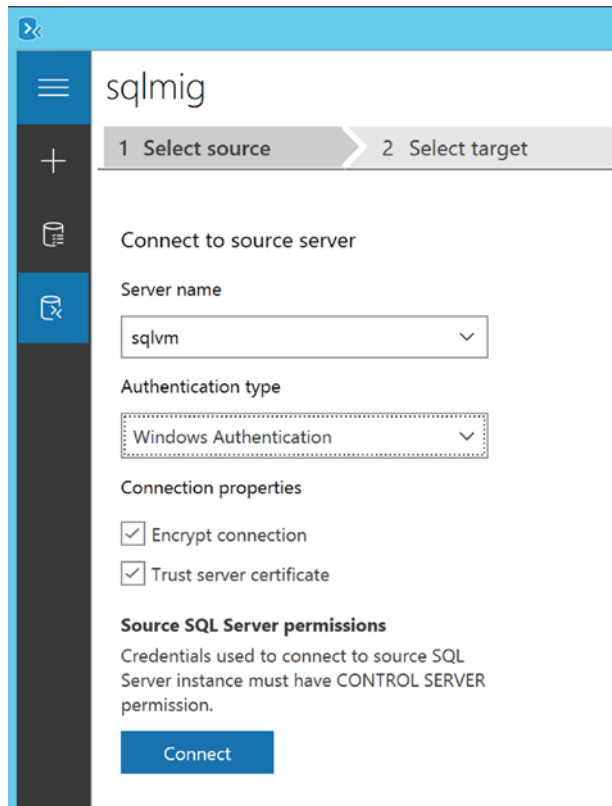 sqlmig
1 Select source 2 Select target
Connect to source server
Server name
sqlvm
Authentication type
Windows Authentication
Connection properties
Encrypt connection
Trust server certificate
Source SQL Server permissions
Credentials used to connect to source SQL
Server instance must have CONTROL SERVER
permission.
Connect